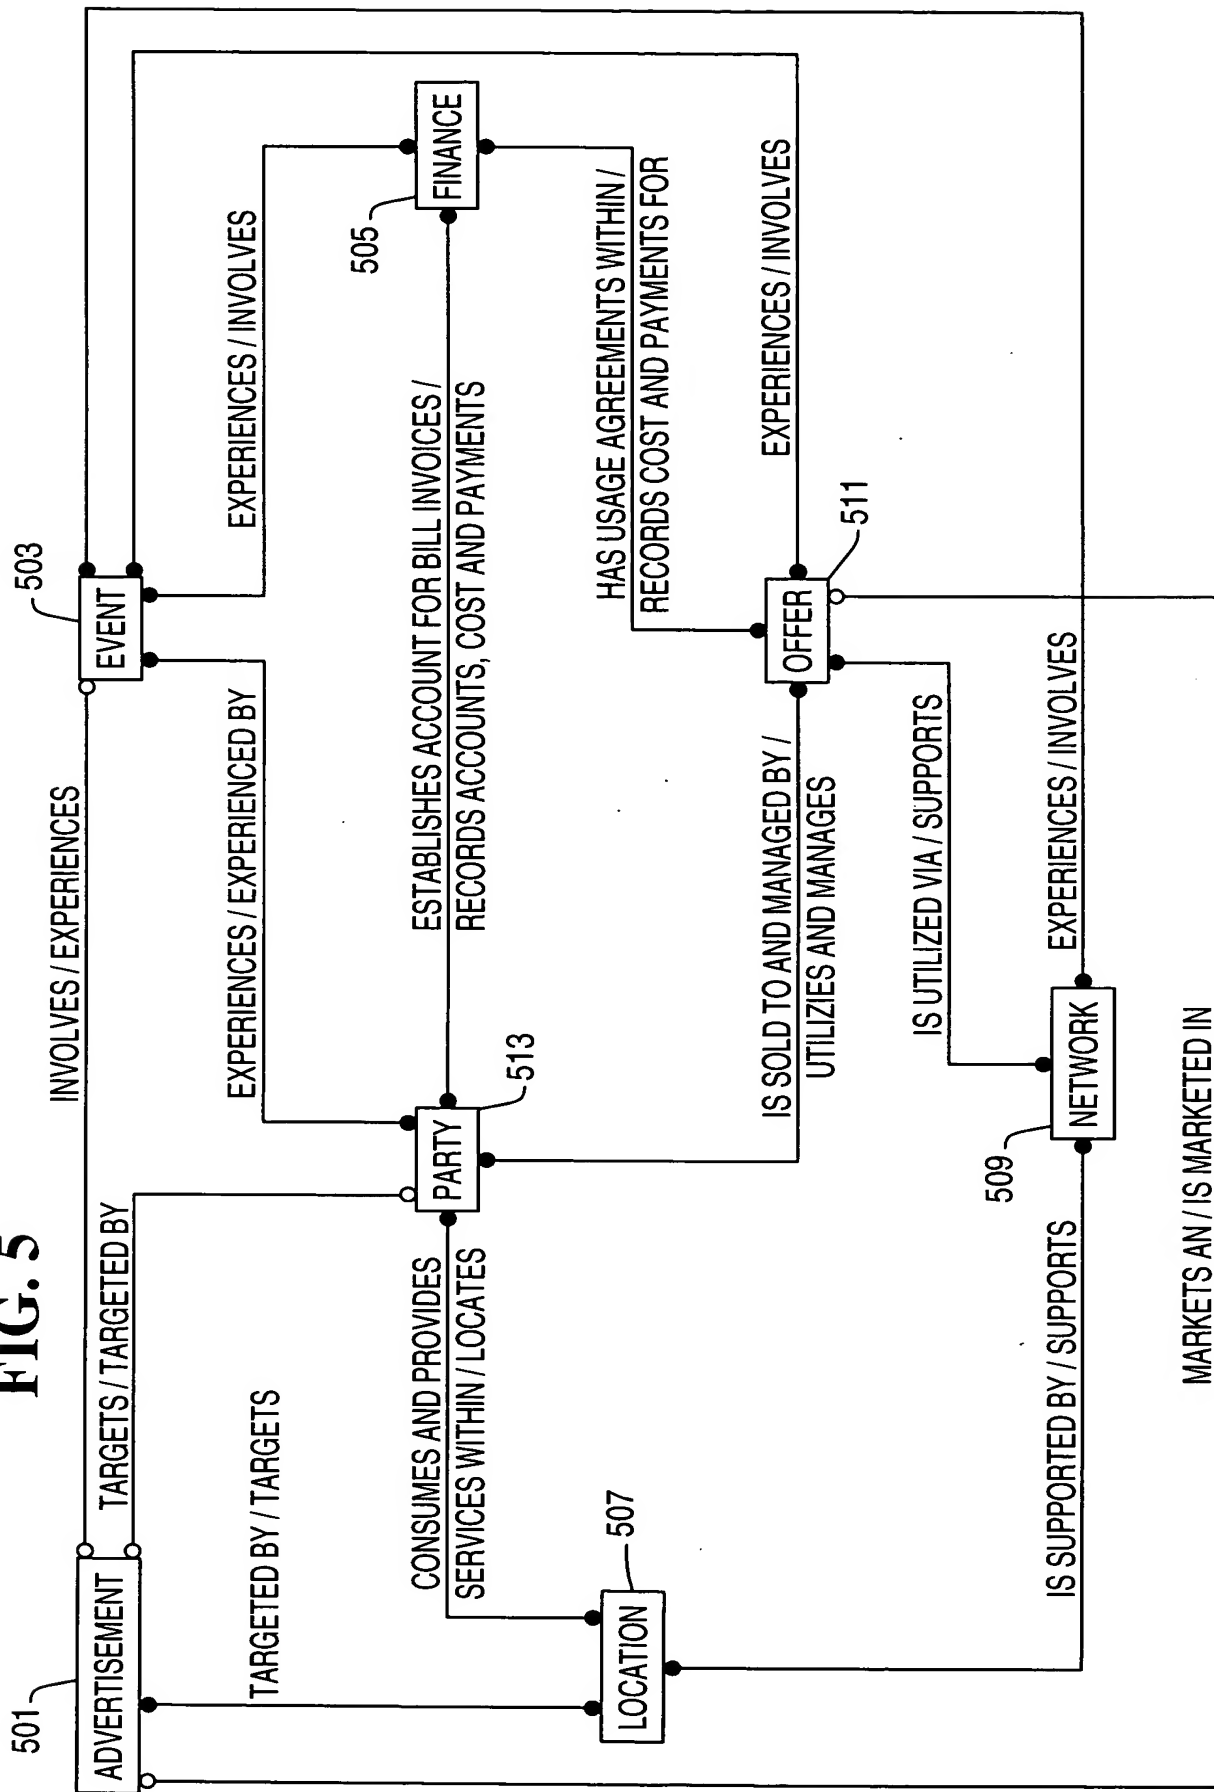 FIG. 5
501
ADVERTISEMENT
INVOLVES / EXPERIENCES
503
EVENT
TARGETS / TARGETED BY
TARGETED BY / TARGETS
EXPERIENCES / EXPERIENCED BY
EXPERIENCES / INVOLVES
505
FINANCE
CONSUMES AND PROVIDES
SERVICES WITHIN / LOCATES
PARTY
513
ESTABLISHES ACCOUNT FOR BILL INVOICES /
RECORDS ACCOUNTS, COST AND PAYMENTS
507
LOCATION
HAS USAGE AGREEMENTS WITHIN /
RECORDS COST AND PAYMENTS FOR
IS SOLD TO AND MANAGED BY /
UTILIZIES AND MANAGES
OFFER
511
EXPERIENCES / INVOLVES
IS UTILIZED VIA / SUPPORTS
509
NETWORK
IS SUPPORTED BY / SUPPORTS
EXPERIENCES / INVOLVES
MARKETS AN / IS MARKETED IN